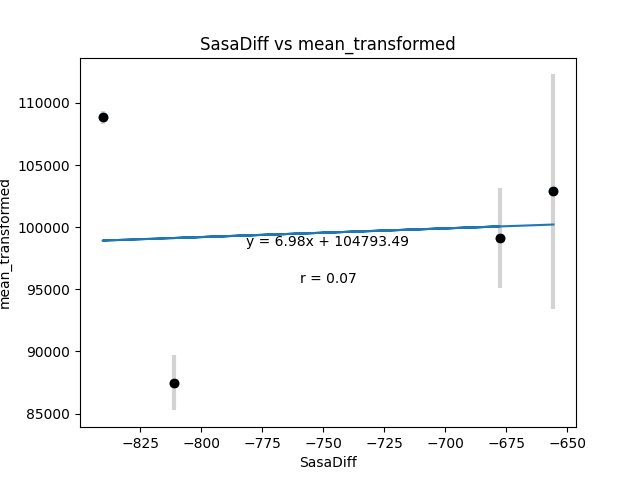 SasaDiff vs mean_transformed
mean_transformed
110000
105000
100000
95000
90000
85000
y = 6.98x + 104793.49
r = 0.07
−825
−800
−775
−750
−725
−700
−675
−650
SasaDiff